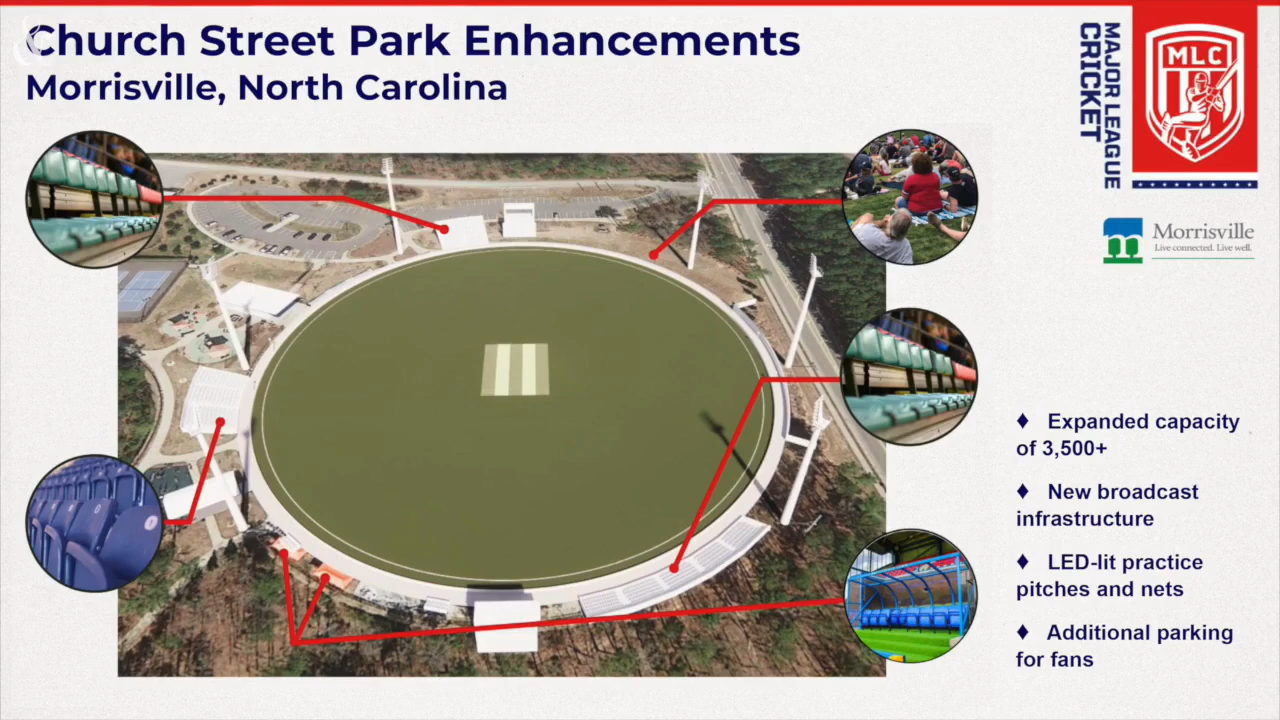 Church Street Park Enhancements
Morrisville, North Carolina
MAJOR LEAGUE
CRICKET
MLC
Morrisville
Live connected. Live well.
♦ Expanded capacity
of 3,500+
♦ New broadcast
infrastructure
♦ LED-lit practice
pitches and nets
♦ Additional parking
for fans